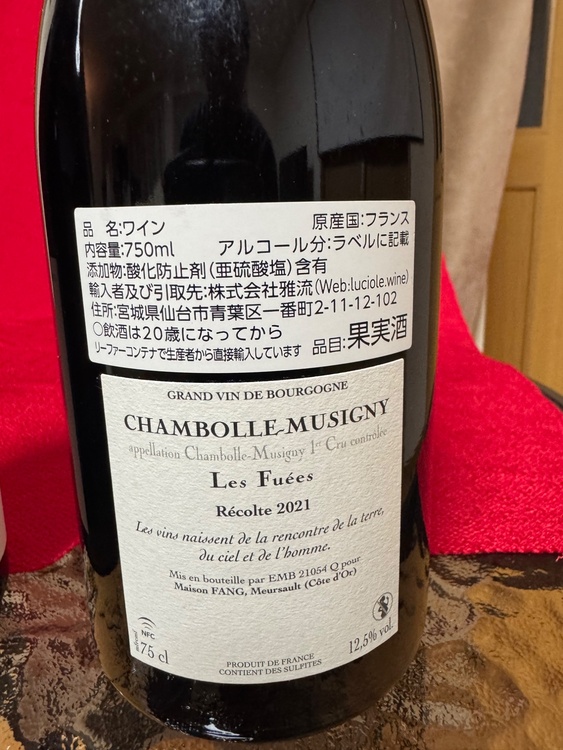 品 名:ワイン 原産国:フランス
内容量:750ml アルコール分:ラベルに記載
添加物:酸化防止剤(亜硫酸塩)含有
輸入者及び引取先:株式会社雅流(Web:luciole.wine)
住所:宮城県仙台市青葉区一番町2-11-12-102
○飲酒は20歳になってから
リーファーコンテナで生産者から直接輸入しています 品目:果実酒
GRAND VIN DE BOURGOGNE
CHAMBOLLE-MUSIGNY
appellation Chambolle-Musigny 1er Cru contrôlée
Les Fuées
Récolte 2021
Les vins naissent de la rencontre de la terre,
du ciel et de l'homme.
Mis en bouteille par EMB 21054 Q pour
Maison FANG, Meursault (Côte d'Or)
NFC
75 cl
12,5% vol.
PRODUIT DE FRANCE
CONTIENT DES SULPITES